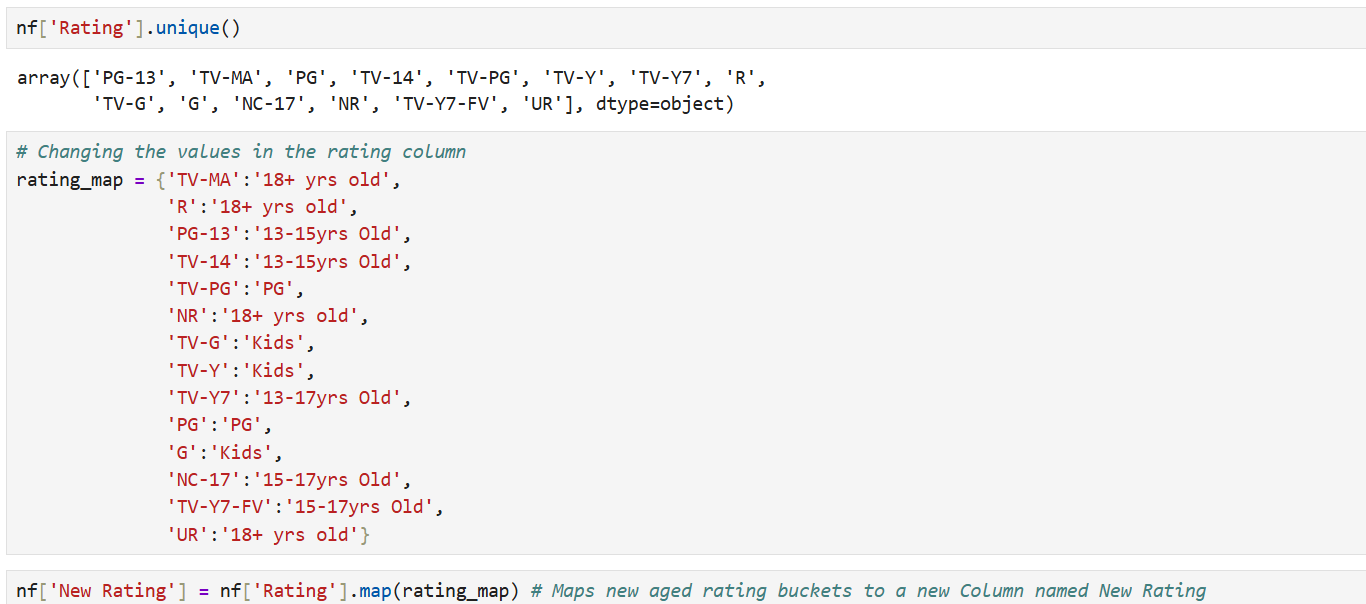 nf['Rating'].unique()
array(['PG-13', 'TV-MA', 'PG', 'TV-14', 'TV-PG', 'TV-Y', 'TV-Y7', 'R',
'TV-G', 'G', 'NC-17', 'NR', 'TV-Y7-FV', 'UR'], dtype=object)
# Changing the values in the rating column
rating_map = {'TV-MA':'18+ yrs old',
'R':'18+ yrs old',
'PG-13':'13-15yrs Old',
'TV-14':'13-15yrs Old',
'TV-PG':'PG',
'NR':'18+ yrs old',
'TV-G':'Kids',
'TV-Y':'Kids',
'TV-Y7':'13-17yrs Old',
'PG':'PG',
'G':'Kids',
'NC-17':'15-17yrs Old',
'TV-Y7-FV':'15-17yrs Old',
'UR':'18+ yrs old'}
nf['New Rating'] = nf['Rating'].map(rating_map) # Maps new aged rating buckets to a new Column named New Rating